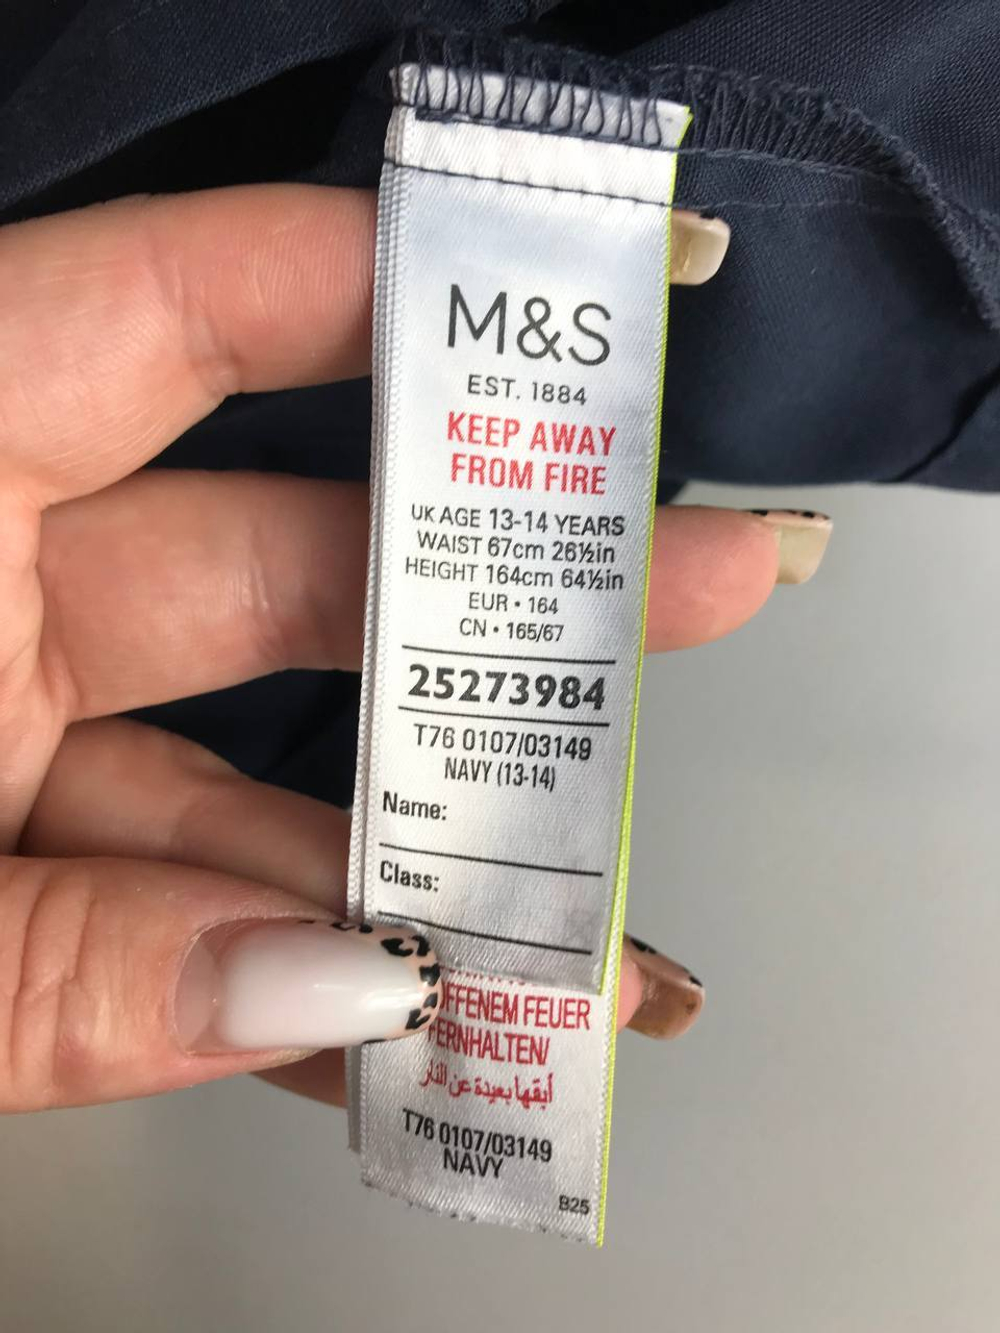 M&S
EST. 1884
KEEP AWAY
FROM FIRE
UK AGE 13-14 YEARS
WAIST 67cm 26½in
HEIGHT 164cm 64½in
EUR • 164
CN • 165/67
25273984
T76 0107/03149
NAVY (13-14)
Name:
Class:
FFENEM FEUER
FERNHALTEN/
أبقها بعيدة عن النار
T76 0107/03149
NAVY
B25